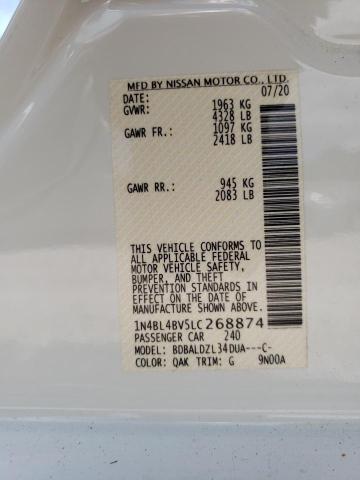 MFD BY NISSAN MOTOR CO., LTD.
DATE: 07/20
GVWR: 1963 KG
4328 LB
GAWR FR.: 1097 KG
2418 LB
GAWR RR.: 945 KG
2083 LB
THIS VEHICLE CONFORMS TO
ALL APPLICABLE FEDERAL
MOTOR VEHICLE SAFETY,
BUMPER, AND THEFT
PREVENTION STANDARDS IN
EFFECT ON THE DATE OF
MANUFACTURE SHOWN ABOVE.
1N4BL4BV5LC268874
PASSENGER CAR 240
MODEL: BDBALDZL34DUA---C-
COLOR: QAK TRIM: G 9N00A